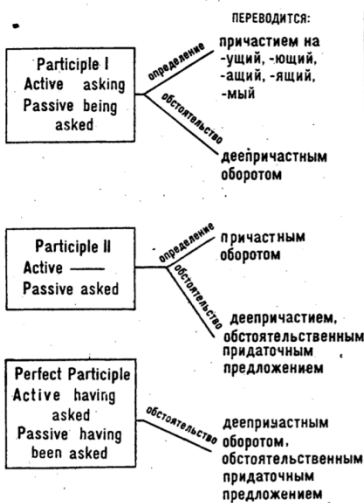 ПЕРЕВОДИТСЯ:
Participle I
Active asking
Passive being
asked
определение
причастием на
-ущий, -ющий,
-ащий, -ящий,
-мый
обстоятельство
деепричастным
оборотом
Participle II
Active —
Passive asked
определение
причастным
оборотом
обстоятельство
деепричастием,
обстоятельственным
придаточным
предложением
Perfect Participle
Active having
asked
Passive having
been asked
обстоятельство
деепричастным
оборотом,
обстоятельственным
придаточным
предложением